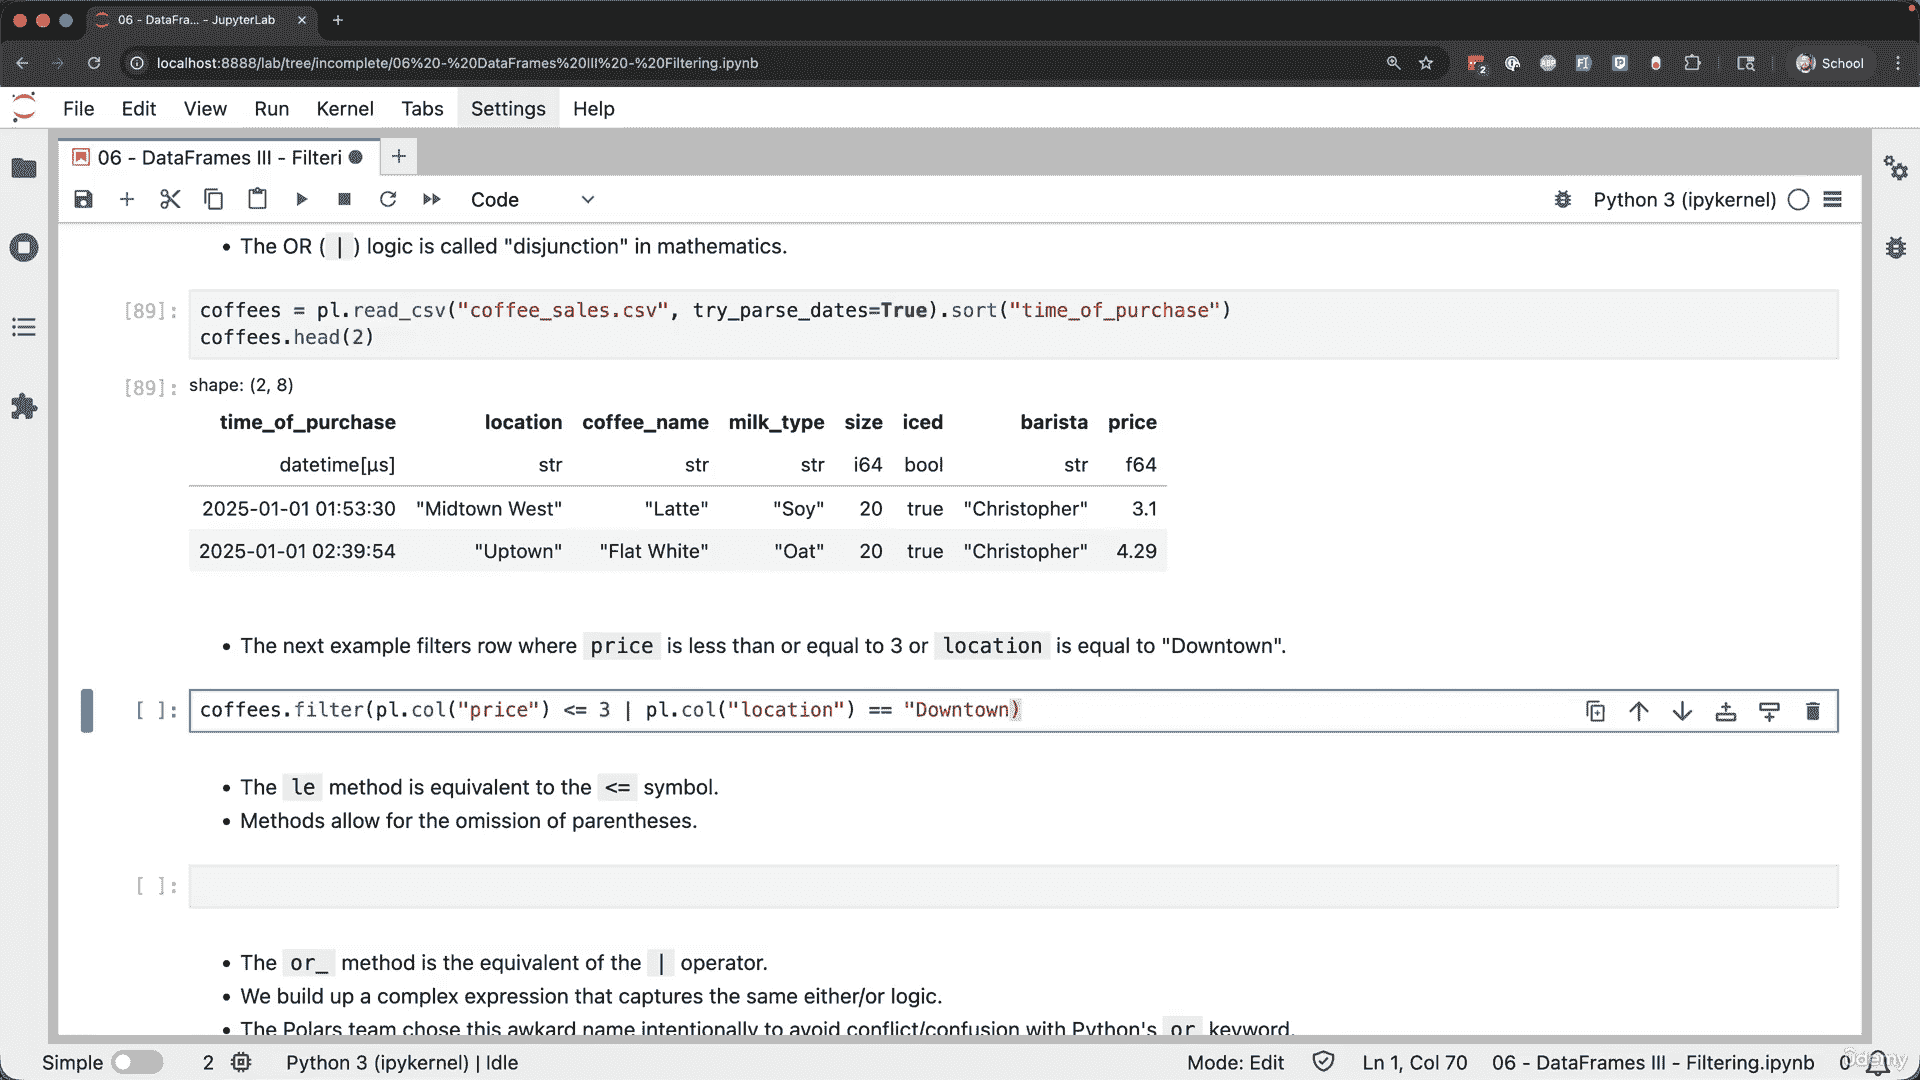 06 - DataFra... - JupyterLab
localhost:8888/lab/tree/incomplete/06%20-%20DataFrames%20III%20-%20Filtering.ipynb
2
ABP
School
File Edit View Run Kernel Tabs Settings Help
06 - DataFrames III - Filteri
Code
Python 3 (ipykernel)
• The OR ( | ) logic is called "disjunction" in mathematics.
[89]: coffees = pl.read_csv("coffee_sales.csv", try_parse_dates=True).sort("time_of_purchase")
coffees.head(2)
[89]: shape: (2, 8)
time_of_purchase location coffee_name milk_type size iced barista price
datetime[μs] str str str i64 bool str f64
2025-01-01 01:53:30 "Midtown West" "Latte" "Soy" 20 true "Christopher" 3.1
2025-01-01 02:39:54 "Uptown" "Flat White" "Oat" 20 true "Christopher" 4.29
• The next example filters row where price is less than or equal to 3 or location is equal to "Downtown".
[ ]: coffees.filter(pl.col("price") <= 3 | pl.col("location") == "Downtown)
• The le method is equivalent to the <= symbol.
• Methods allow for the omission of parentheses.
[ ]:
• The or_ method is the equivalent of the | operator.
• We build up a complex expression that captures the same either/or logic.
• The Polars team chose this awkard name intentionally to avoid conflict/confusion with Python's or keyword.
Simple 2 Python 3 (ipykernel) | Idle Mode: Edit Ln 1, Col 70 06 - DataFrames III - Filtering.ipynb 0
Udemy